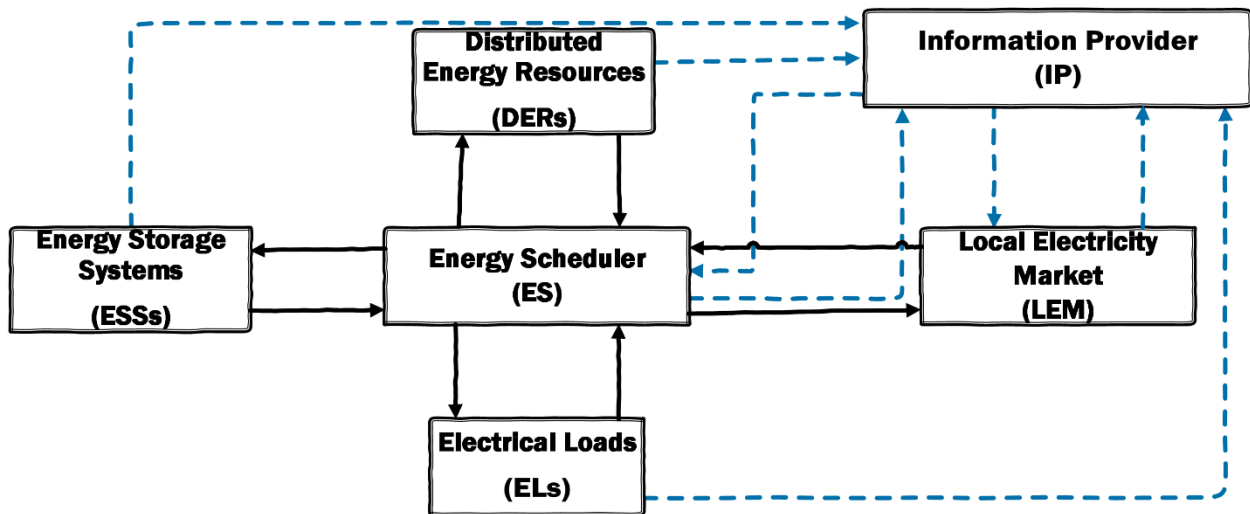 Distributed
Energy Resources
(DERs)
Information Provider
(IP)
Energy Storage
Systems
(ESSs)
Energy Scheduler
(ES)
Local Electricity
Market
(LEM)
Electrical Loads
(ELs)